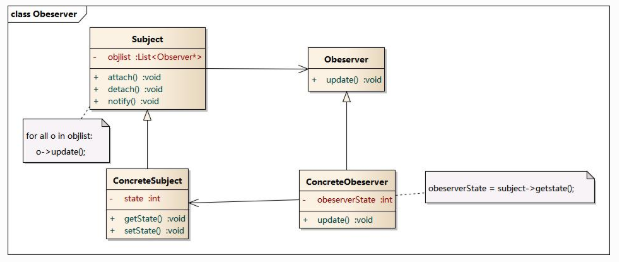 class Obeserver
Subject
- objlist :List<Observer*>
+ attach() :void
+ detach() :void
+ notify() :void
Obeserver
+ update() :void
for all o in objlist:
o->update();
ConcreteSubject
- state :int
+ getState() :void
+ setState() :void
ConcreteObeserver
- obeserverState :int
+ update() :void
obeserverState = subject->getstate();